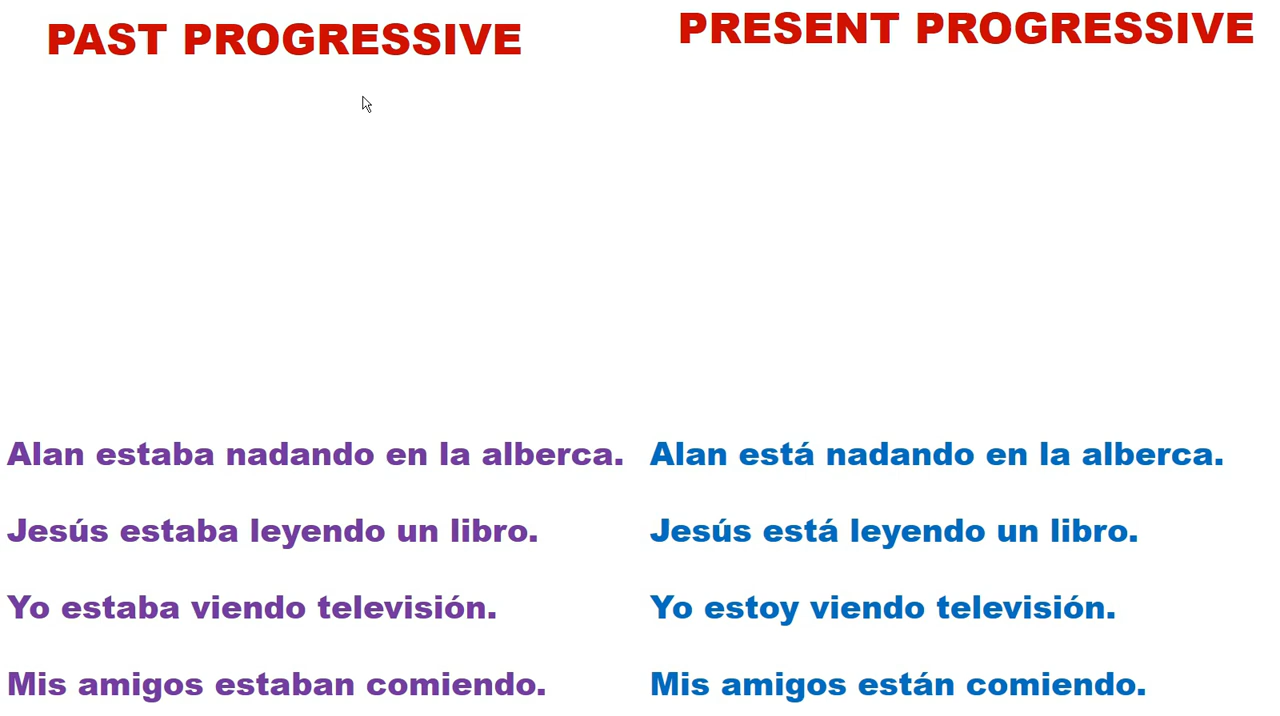 PAST PROGRESSIVE
PRESENT PROGRESSIVE
Alan estaba nadando en la alberca.
Jesús estaba leyendo un libro.
Yo estaba viendo televisión.
Mis amigos estaban comiendo.
Alan está nadando en la alberca.
Jesús está leyendo un libro.
Yo estoy viendo televisión.
Mis amigos están comiendo.